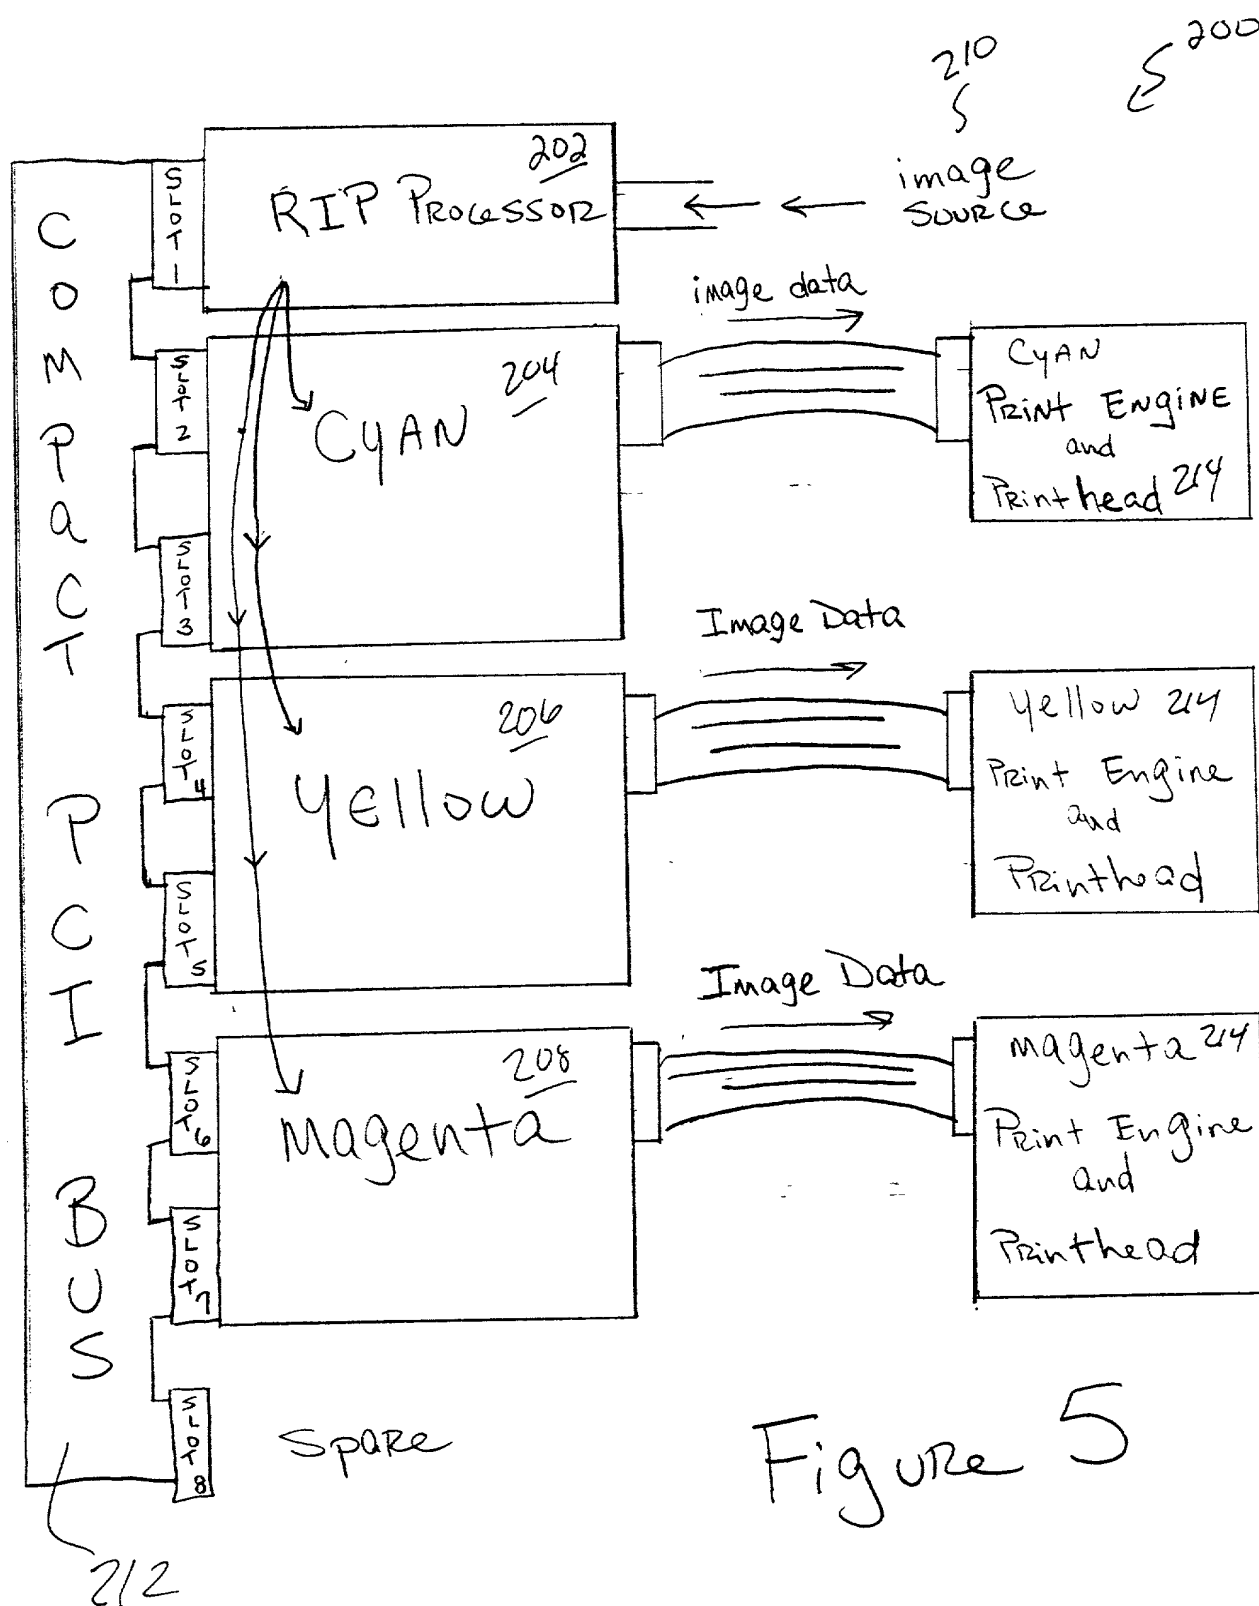 200
210
image
source
COMPACT PCI BUS
212
SLOT 1
202
RIP Processor
image data
SLOT 2
SLOT 3
204
Cyan
Cyan
Print Engine
and
Printhead 214
Image Data
SLOT 4
SLOT 5
206
Yellow
Yellow 214
Print Engine
and
Printhead
Image Data
SLOT 6
SLOT 7
208
Magenta
Magenta 214
Print Engine
and
Printhead
SLOT 8
Spare
Figure 5